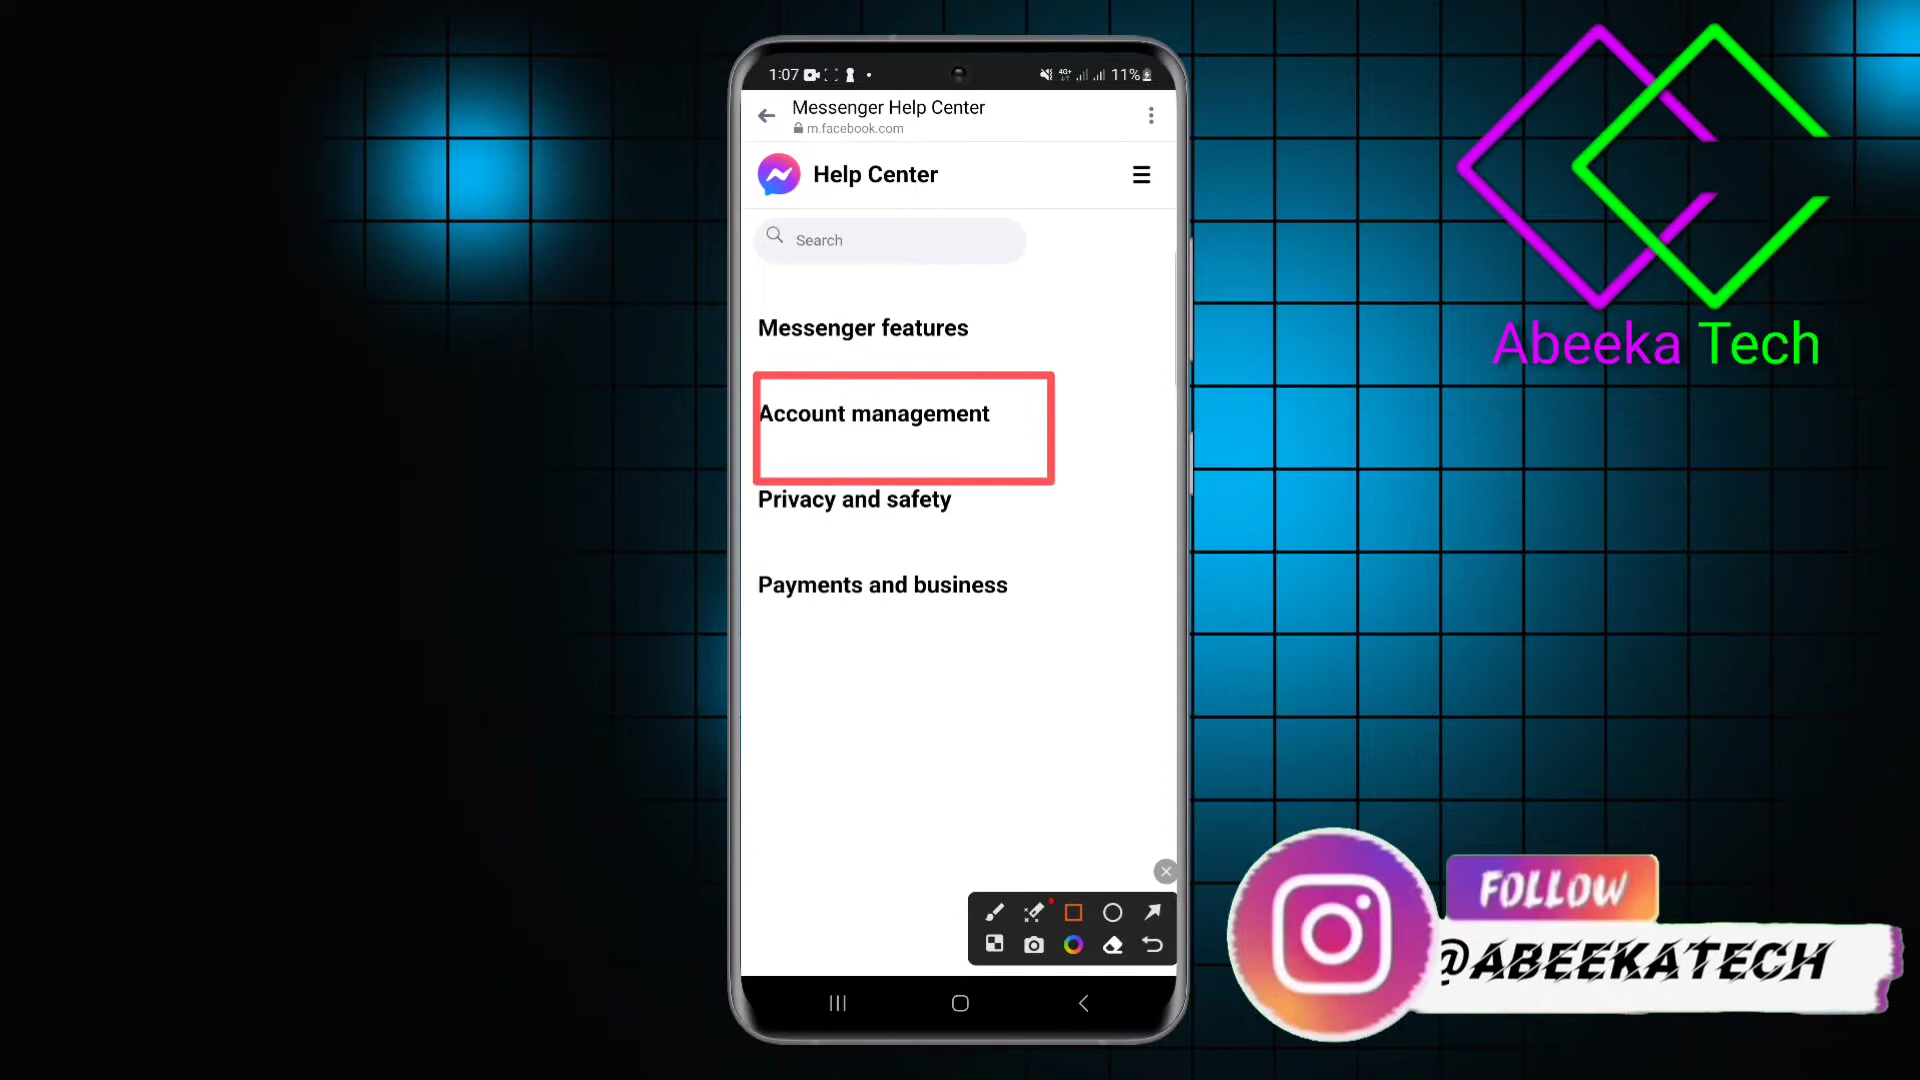 1:07
4G+
11%
Messenger Help Center
m.facebook.com
Help Center
Search
Messenger features
Account management
Privacy and safety
Payments and business
Abeeka Tech
FOLLOW
@ABEEKATECH